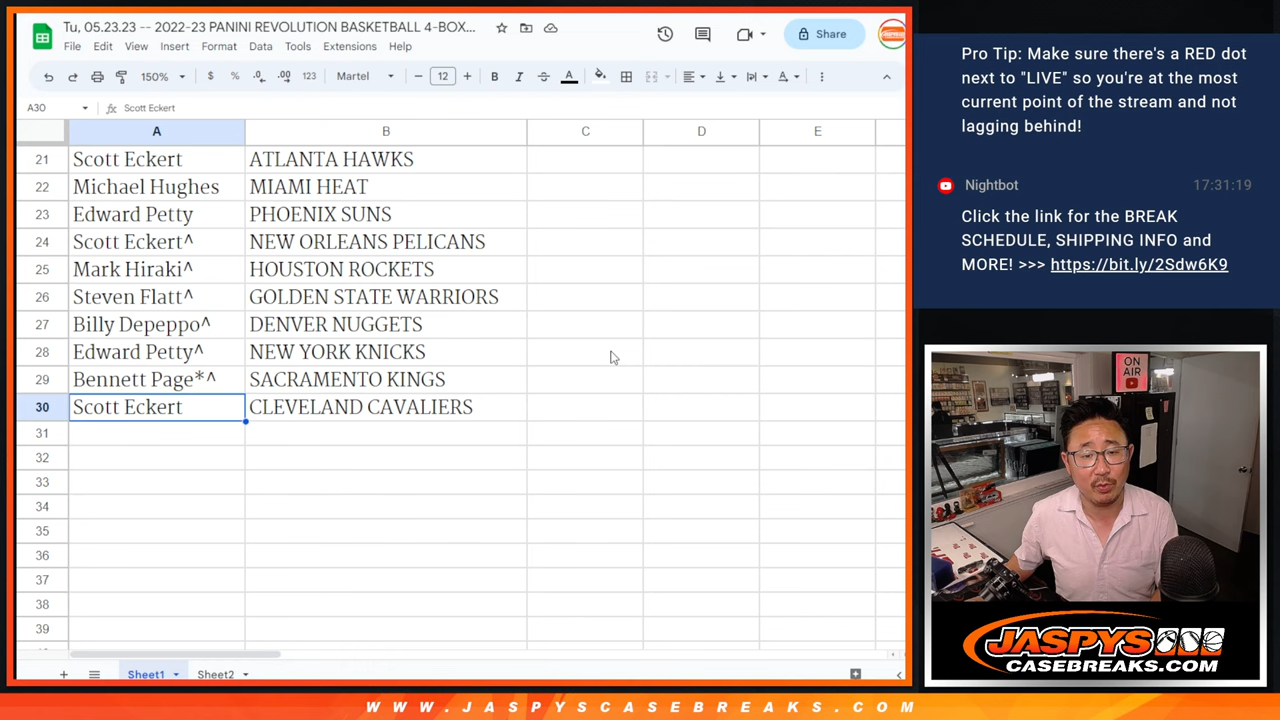 Tu, 05.23.23 -- 2022-23 PANINI REVOLUTION BASKETBALL 4-BOX...
File Edit View Insert Format Data Tools Extensions Help
Share
150% $ % .0 .00 123 Martel - 12 + B I A
A30 fx Scott Eckert
A B C D E
21 Scott Eckert ATLANTA HAWKS
22 Michael Hughes MIAMI HEAT
23 Edward Petty PHOENIX SUNS
24 Scott Eckert^ NEW ORLEANS PELICANS
25 Mark Hiraki^ HOUSTON ROCKETS
26 Steven Flatt^ GOLDEN STATE WARRIORS
27 Billy Depeppo^ DENVER NUGGETS
28 Edward Petty^ NEW YORK KNICKS
29 Bennett Page*^ SACRAMENTO KINGS
30 Scott Eckert CLEVELAND CAVALIERS
31
32
33
34
35
36
37
38
39
+ Sheet1 Sheet2
Pro Tip: Make sure there's a RED dot
next to "LIVE" so you're at the most
current point of the stream and not
lagging behind!
Nightbot 17:31:19
Click the link for the BREAK
SCHEDULE, SHIPPING INFO and
MORE! >>> https://bit.ly/2Sdw6K9
ON
AIR
JASPYS
CASEBREAKS.COM
WWW.JASPYSCASEBREAKS.COM